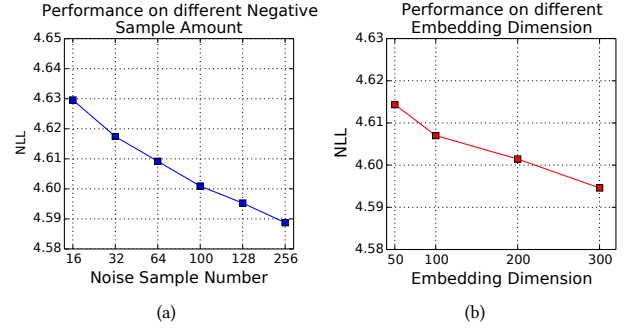 Performance on different Negative
Sample Amount
4.65
4.64
4.63
4.62
4.61
4.60
4.59
4.58
NLL
16 32 64 100 128 256
Noise Sample Number
(a)
Performance on different
Embedding Dimension
4.63
4.62
4.61
4.60
4.59
4.58
NLL
50 100 200 300
Embedding Dimension
(b)